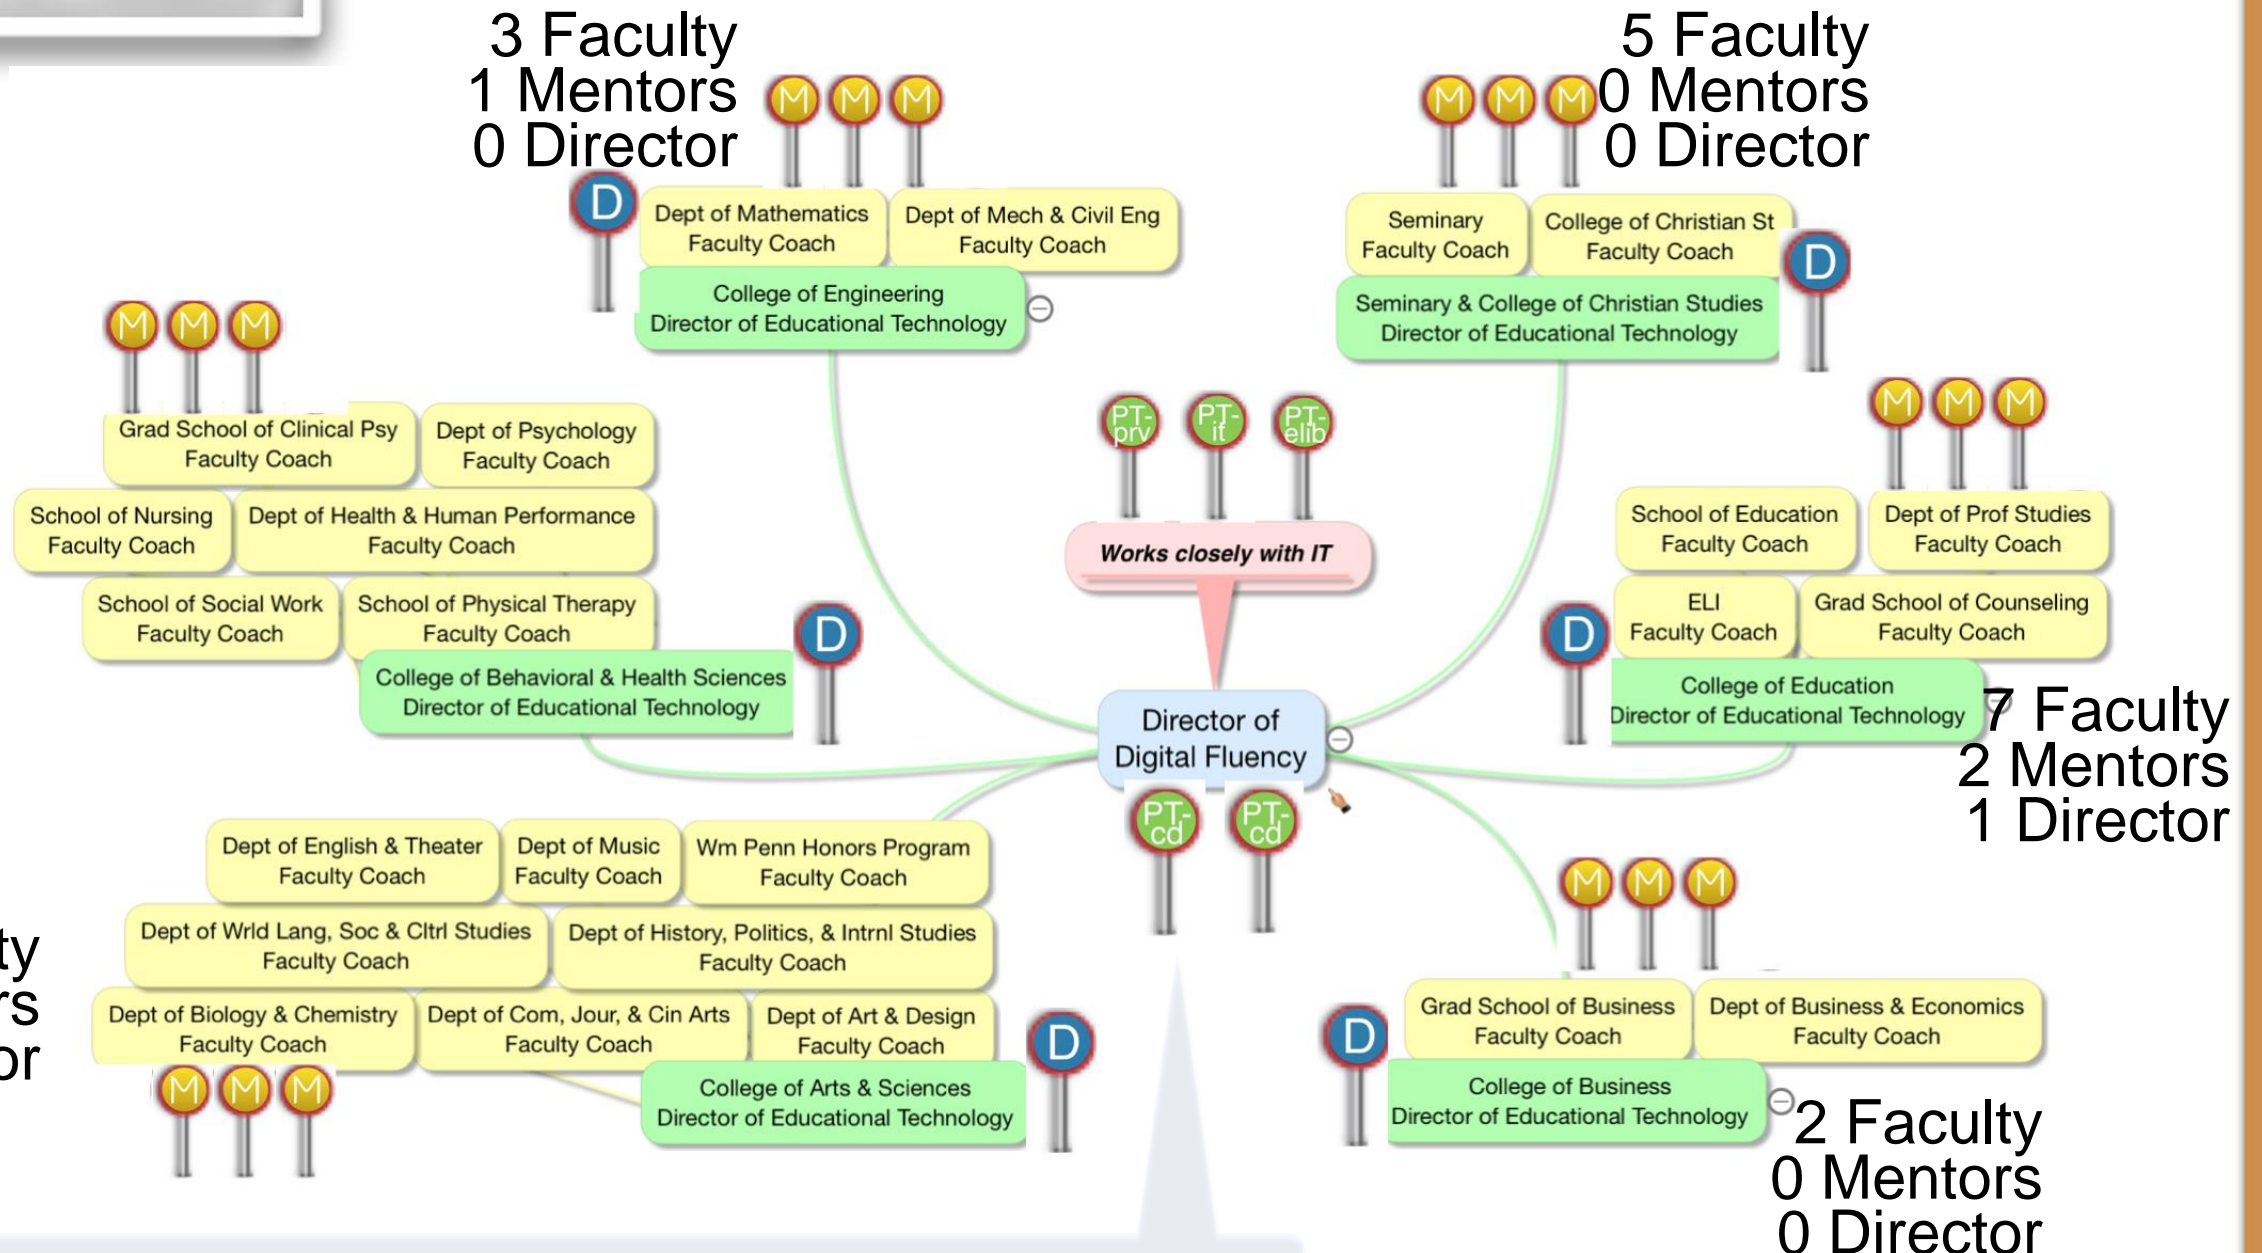 3 Faculty
1 Mentors
0 Director
M M M
D
Dept of Mathematics
Faculty Coach
Dept of Mech & Civil Eng
Faculty Coach
College of Engineering
Director of Educational Technology
5 Faculty
0 Mentors
0 Director
M M M
Seminary
Faculty Coach
College of Christian St
Faculty Coach
D
Seminary & College of Christian Studies
Director of Educational Technology
M M M
Grad School of Clinical Psy
Faculty Coach
Dept of Psychology
Faculty Coach
School of Nursing
Faculty Coach
Dept of Health & Human Performance
Faculty Coach
School of Social Work
Faculty Coach
School of Physical Therapy
Faculty Coach
D
College of Behavioral & Health Sciences
Director of Educational Technology
PT-
prv
PT-
it
PT-
elib
Works closely with IT
Director of
Digital Fluency
PT-
cd
PT-
cd
M M M
School of Education
Faculty Coach
Dept of Prof Studies
Faculty Coach
ELI
Faculty Coach
Grad School of Counseling
Faculty Coach
D
College of Education
Director of Educational Technology
7 Faculty
2 Mentors
1 Director
Dept of English & Theater
Faculty Coach
Dept of Music
Faculty Coach
Wm Penn Honors Program
Faculty Coach
Dept of Wrld Lang, Soc & Cltrl Studies
Faculty Coach
Dept of History, Politics, & Intrnl Studies
Faculty Coach
Dept of Biology & Chemistry
Faculty Coach
Dept of Com, Jour, & Cin Arts
Faculty Coach
Dept of Art & Design
Faculty Coach
D
College of Arts & Sciences
Director of Educational Technology
M M M
ty
rs
or
M M M
D
Grad School of Business
Faculty Coach
Dept of Business & Economics
Faculty Coach
College of Business
Director of Educational Technology
2 Faculty
0 Mentors
0 Director